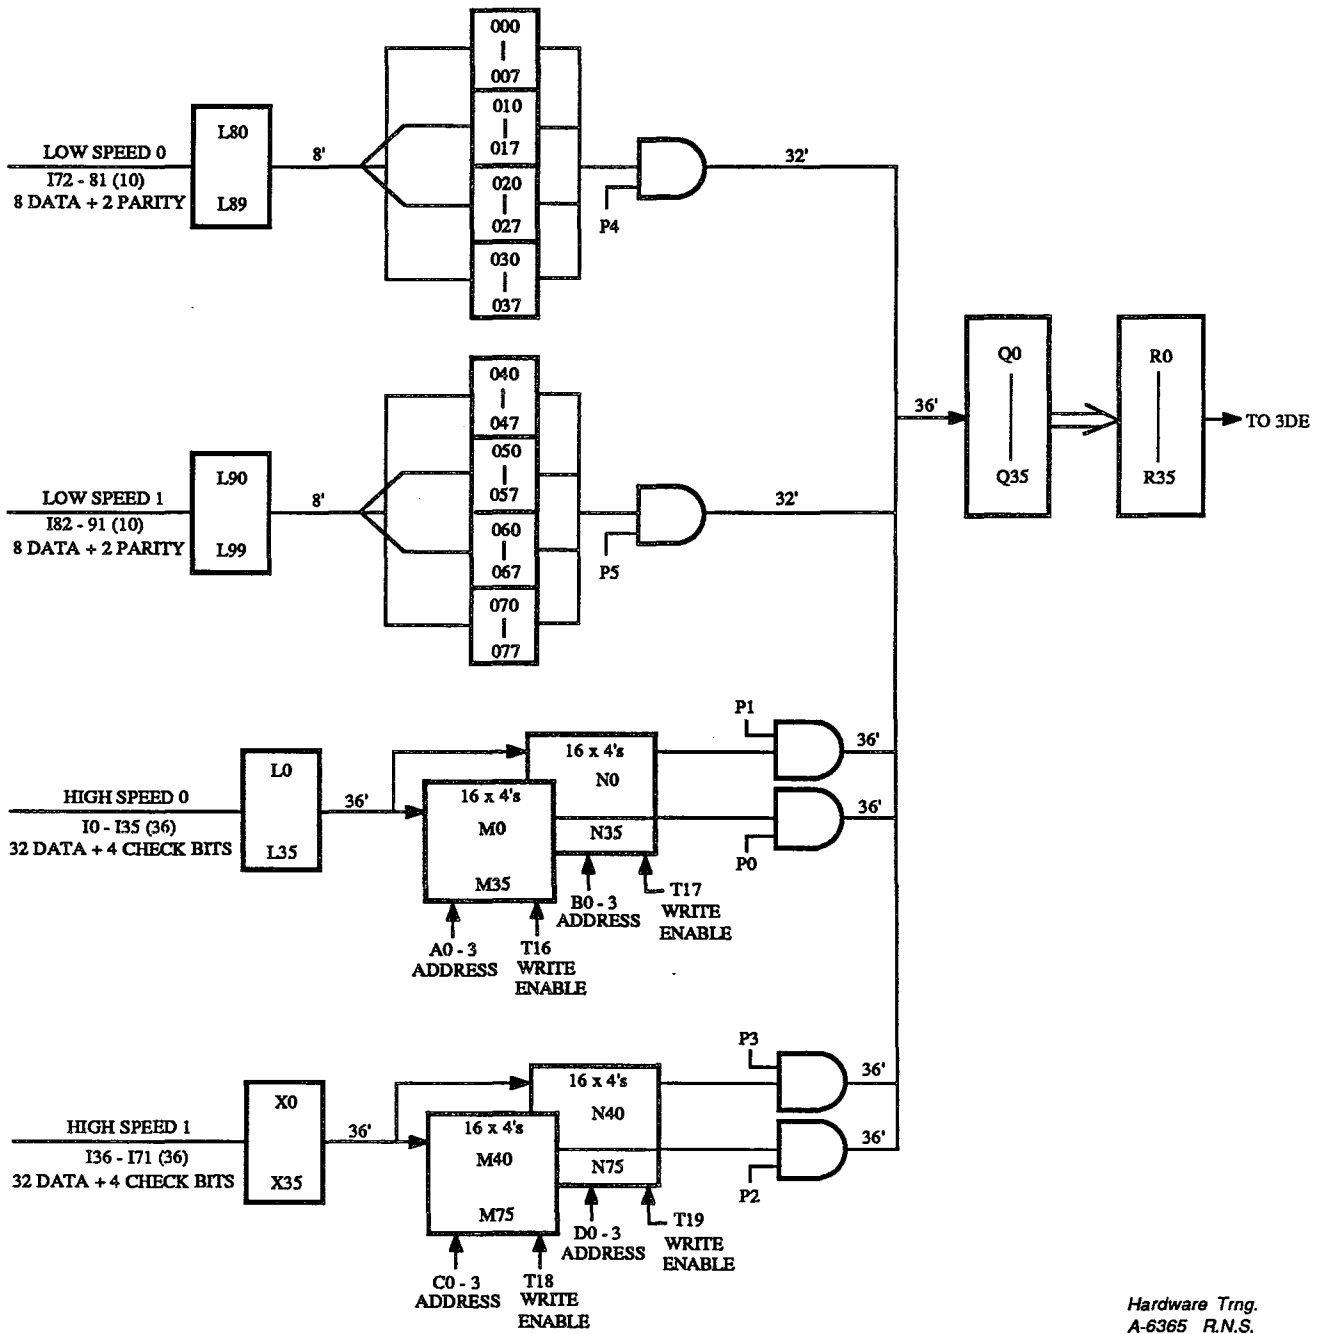 000
007
010
017
020
027
030
037
LOW SPEED 0
I72 - 81 (10)
8 DATA + 2 PARITY
L80
L89
8'
P4
32'
040
047
050
057
060
067
070
077
LOW SPEED 1
I82 - 91 (10)
8 DATA + 2 PARITY
L90
L99
8'
P5
32'
36'
Q0
Q35
R0
R35
TO 3DE
HIGH SPEED 0
I0 - I35 (36)
32 DATA + 4 CHECK BITS
L0
L35
36'
16 x 4's
N0
N35
16 x 4's
M0
M35
A0 - 3
ADDRESS
T16
WRITE
ENABLE
B0 - 3
ADDRESS
T17
WRITE
ENABLE
P1
36'
P0
36'
HIGH SPEED 1
I36 - I71 (36)
32 DATA + 4 CHECK BITS
X0
X35
36'
16 x 4's
N40
N75
16 x 4's
M40
M75
C0 - 3
ADDRESS
T18
WRITE
ENABLE
D0 - 3
ADDRESS
T19
WRITE
ENABLE
P3
36'
P2
36'
Hardware Trng.
A-6365 R.N.S.